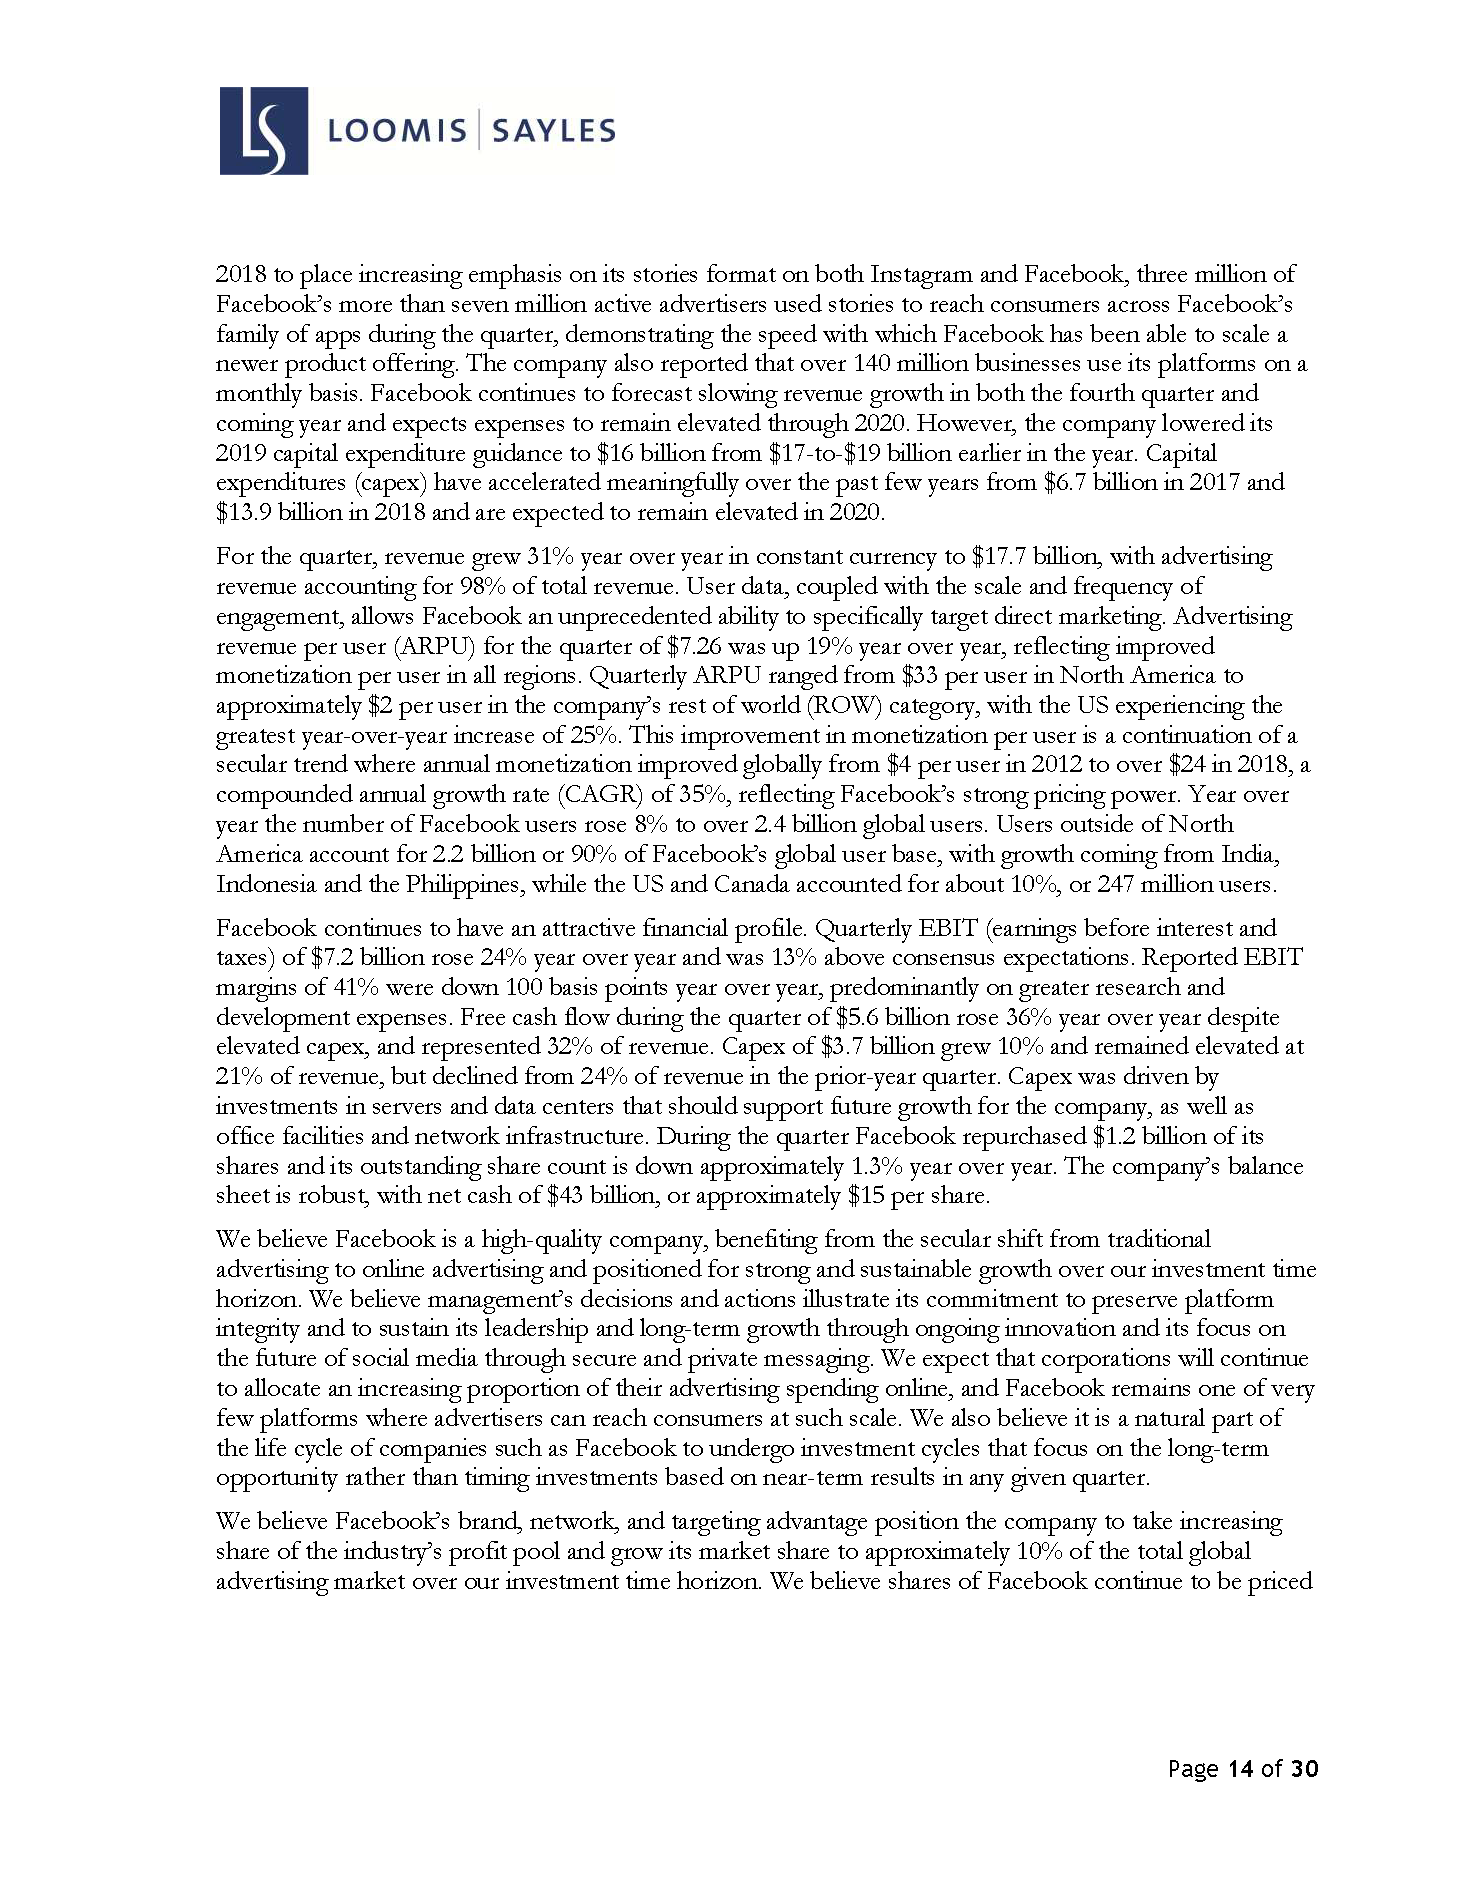 LS LOOMIS | SAYLES
2018 to place increasing emphasis on its stories format on both Instagram and Facebook, three million of
Facebook’s more than seven million active advertisers used stories to reach consumers across Facebook’s
family of apps during the quarter, demonstrating the speed with which Facebook has been able to scale a
newer product offering. The company also reported that over 140 million businesses use its platforms on a
monthly basis. Facebook continues to forecast slowing revenue growth in both the fourth quarter and
coming year and expects expenses to remain elevated through 2020. However, the company lowered its
2019 capital expenditure guidance to $16 billion from $17-to-$19 billion earlier in the year. Capital
expenditures (capex) have accelerated meaningfully over the past few years from $6.7 billion in 2017 and
$13.9 billion in 2018 and are expected to remain elevated in 2020.
For the quarter, revenue grew 31% year over year in constant currency to $17.7 billion, with advertising
revenue accounting for 98% of total revenue. User data, coupled with the scale and frequency of
engagement, allows Facebook an unprecedented ability to specifically target direct marketing. Advertising
revenue per user (ARPU) for the quarter of $7.26 was up 19% year over year, reflecting improved
monetization per user in all regions. Quarterly ARPU ranged from $33 per user in North America to
approximately $2 per user in the company’s rest of world (ROW) category, with the US experiencing the
greatest year-over-year increase of 25%. This improvement in monetization per user is a continuation of a
secular trend where annual monetization improved globally from $4 per user in 2012 to over $24 in 2018, a
compounded annual growth rate (CAGR) of 35%, reflecting Facebook’s strong pricing power. Year over
year the number of Facebook users rose 8% to over 2.4 billion global users. Users outside of North
America account for 2.2 billion or 90% of Facebook’s global user base, with growth coming from India,
Indonesia and the Philippines, while the US and Canada accounted for about 10%, or 247 million users.
Facebook continues to have an attractive financial profile. Quarterly EBIT (earnings before interest and
taxes) of $7.2 billion rose 24% year over year and was 13% above consensus expectations. Reported EBIT
margins of 41% were down 100 basis points year over year, predominantly on greater research and
development expenses. Free cash flow during the quarter of $5.6 billion rose 36% year over year despite
elevated capex, and represented 32% of revenue. Capex of $3.7 billion grew 10% and remained elevated at
21% of revenue, but declined from 24% of revenue in the prior-year quarter. Capex was driven by
investments in servers and data centers that should support future growth for the company, as well as
office facilities and network infrastructure. During the quarter Facebook repurchased $1.2 billion of its
shares and its outstanding share count is down approximately 1.3% year over year. The company’s balance
sheet is robust, with net cash of $43 billion, or approximately $15 per share.
We believe Facebook is a high-quality company, benefiting from the secular shift from traditional
advertising to online advertising and positioned for strong and sustainable growth over our investment time
horizon. We believe management’s decisions and actions illustrate its commitment to preserve platform
integrity and to sustain its leadership and long-term growth through ongoing innovation and its focus on
the future of social media through secure and private messaging. We expect that corporations will continue
to allocate an increasing proportion of their advertising spending online, and Facebook remains one of very
few platforms where advertisers can reach consumers at such scale. We also believe it is a natural part of
the life cycle of companies such as Facebook to undergo investment cycles that focus on the long-term
opportunity rather than timing investments based on near-term results in any given quarter.
We believe Facebook’s brand, network, and targeting advantage position the company to take increasing
share of the industry’s profit pool and grow its market share to approximately 10% of the total global
advertising market over our investment time horizon. We believe shares of Facebook continue to be priced
Page 14 of 30